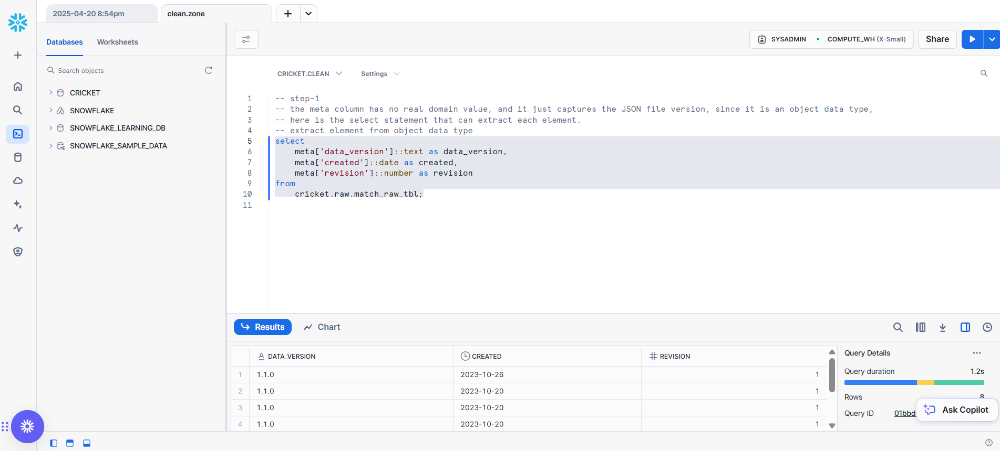 2025-04-20 8:54pm
clean.zone
Databases
Worksheets
SYSADMIN • COMPUTE_WH (X-Small)
Share
Search objects
CRICKET
SNOWFLAKE
SNOWFLAKE_LEARNING_DB
SNOWFLAKE_SAMPLE_DATA
CRICKET.CLEAN
Settings
1 -- step-1
2 -- the meta column has no real domain value, and it just captures the JSON file version, since it is an object data type,
3 -- here is the select statement that can extract each element.
4 -- extract element from object data type
5 select
6 meta['data_version']::text as data_version,
7 meta['created']::date as created,
8 meta['revision']::number as revision
9 from
10 cricket.raw.match_raw_tbl;
11
Results
Chart
DATA_VERSION CREATED REVISION
1 1.1.0 2023-10-26 1
2 1.1.0 2023-10-20 1
3 1.1.0 2023-10-20 1
4 1.1.0 2023-10-20 1
Query Details
Query duration 1.2s
Rows 8
Query ID 01bbd
Ask Copilot